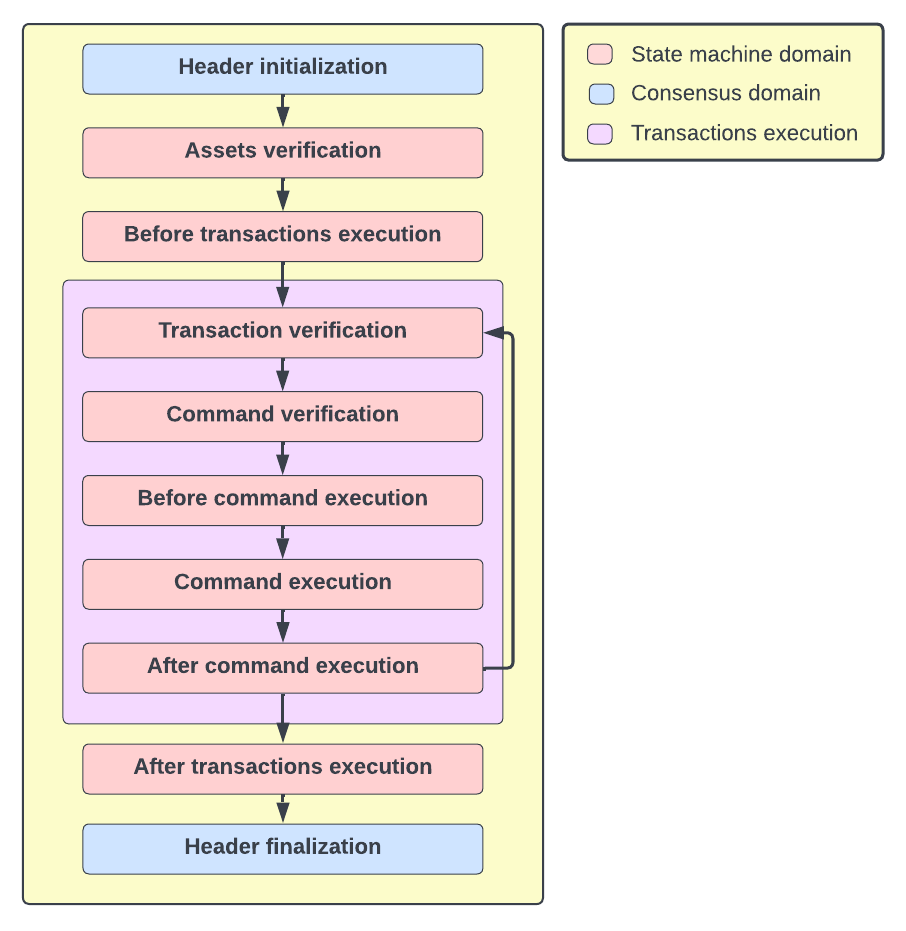 Header initialization
Assets verification
Before transactions execution
Transaction verification
Command verification
Before command execution
Command execution
After command execution
After transactions execution
Header finalization
State machine domain
Consensus domain
Transactions execution